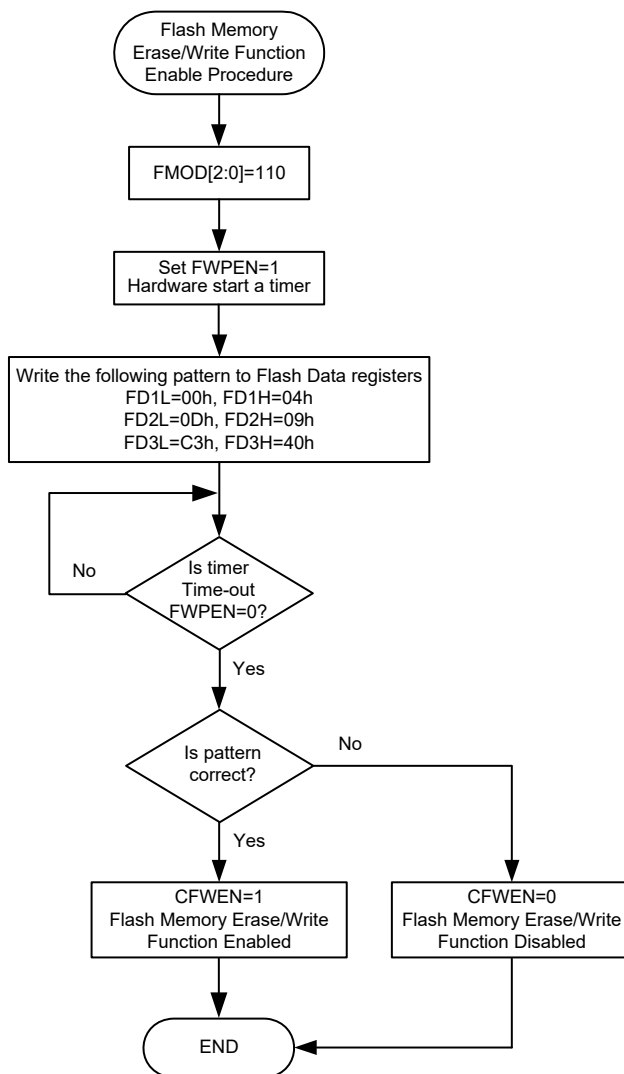 Flash Memory
Erase/Write Function
Enable Procedure
FMOD[2:0]=110
Set FWPEN=1
Hardware start a timer
Write the following pattern to Flash Data registers
FD1L=00h, FD1H=04h
FD2L=0Dh, FD2H=09h
FD3L=C3h, FD3H=40h
No
Is timer
Time-out
FWPEN=0?
Yes
Is pattern
correct?
No
Yes
CFWEN=1
Flash Memory Erase/Write
Function Enabled
CFWEN=0
Flash Memory Erase/Write
Function Disabled
END